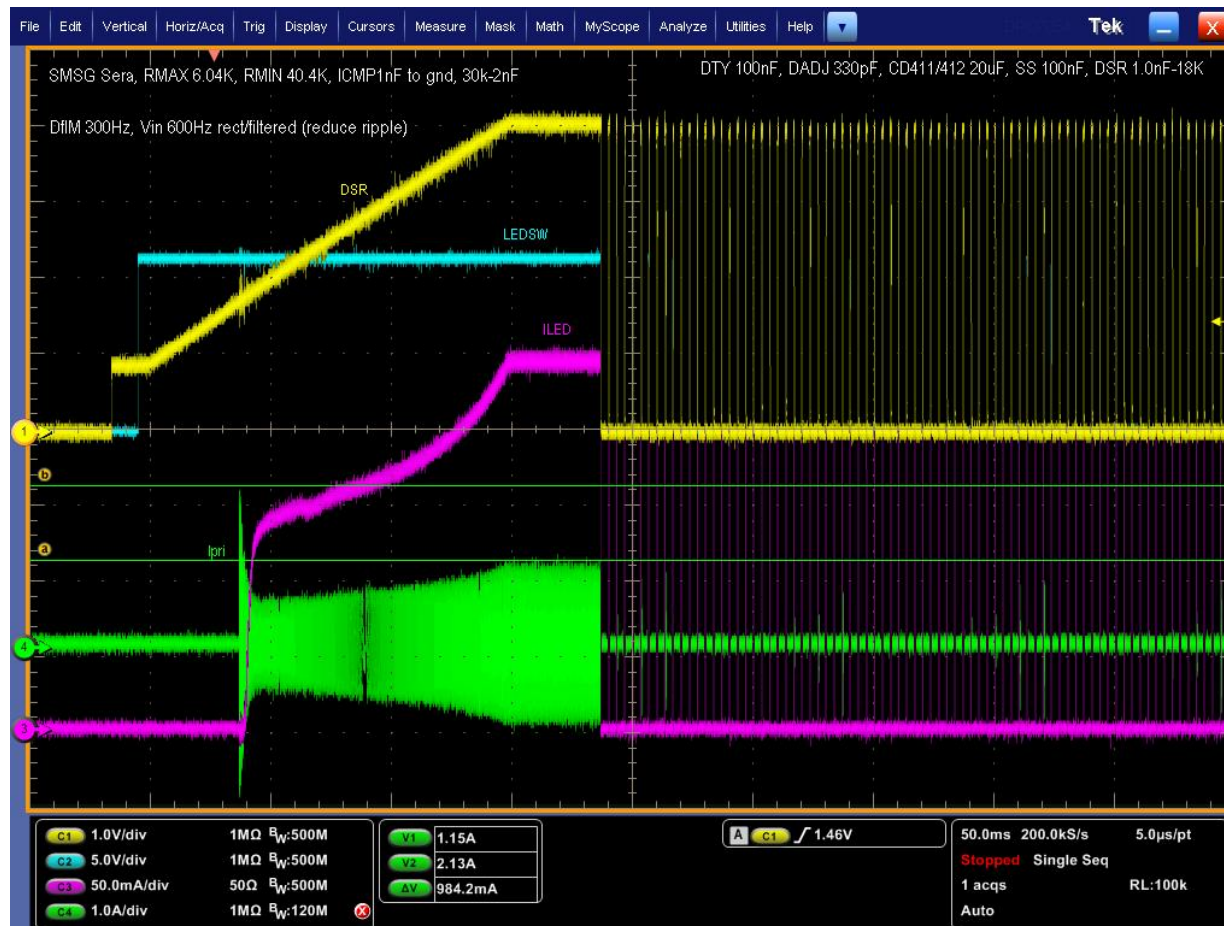 File Edit Vertical Horiz/Acq Trig Display Cursors Measure Mask Math MyScope Analyze Utilities Help Tek X
SMSG Sera, RMAX 6.04K, RMIN 40.4K, ICMP1nF to gnd, 30k-2nF
DTY 100nF, DADJ 330pF, CD411/412 20uF, SS 100nF, DSR 1.0nF-18K
DfIM 300Hz, Vin 600Hz rect/filtered (reduce ripple)
DSR
LEDSW
ILED
1
b
a
Ipri
4
3
C1 1.0V/div 1MΩ BW:500M
C2 5.0V/div 1MΩ BW:500M
C3 50.0mA/div 50Ω BW:500M
C4 1.0A/div 1MΩ BW:120M
V1 1.15A
V2 2.13A
ΔV 984.2mA
A C1 1.46V
50.0ms 200.0kS/s 5.0µs/pt
Stopped Single Seq
1 acqs RL:100k
Auto